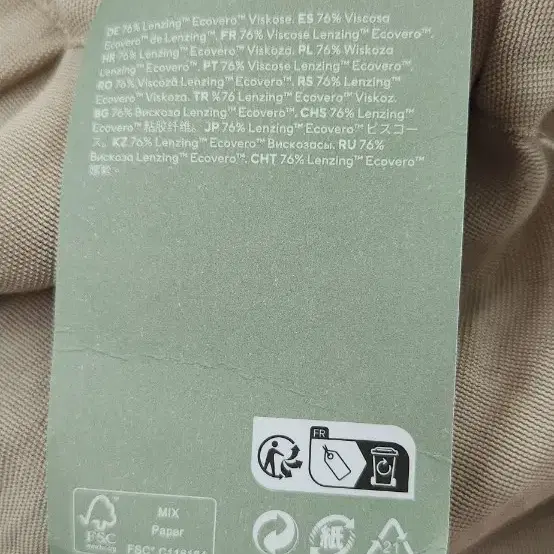 DE 76% Lenzing™ Ecovero™ Viskose. ES 76% Viscosa
Ecovero™ de Lenzing™. FR 76% Viscose Lenzing™ Ecovero™.
HR 76% Lenzing™ Ecovero™ Viskoza. PL 76% Wiskoza
Lenzing™ Ecovero™. PT 76% Viscose Lenzing™ Ecovero™.
RO 76% Viscoză Lenzing™ Ecovero™. RS 76% Lenzing™
Ecovero™ Viskoza. TR %76 Lenzing™ Ecovero™ Viskoz.
BG 76% Вискоза Lenzing™ Ecovero™. CHS 76% Lenzing™
Ecovero™ 粘胶纤维。 JP 76% Lenzing™ Ecovero™ ビスコー
ス。 KZ 76% Lenzing™ Ecovero™ Вискозасы. RU 76%
Вискоза Lenzing™ Ecovero™. CHT 76% Lenzing™ Ecovero™
FR
MIX
Paper
FSC
FSC®
紙
21